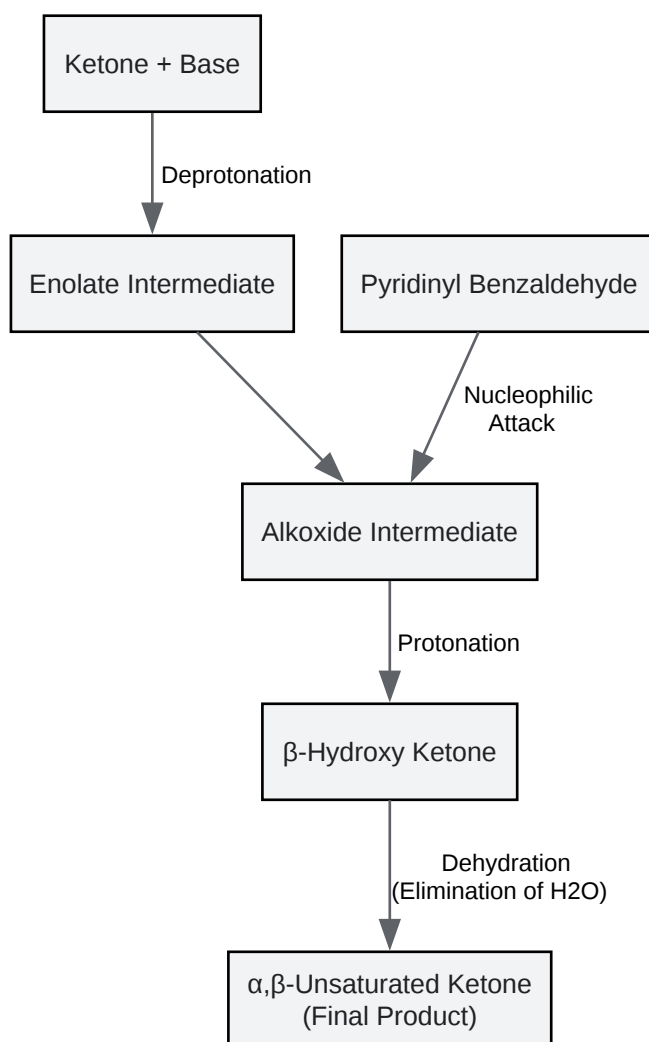 Ketone + Base
Deprotonation
Enolate Intermediate
Pyridinyl Benzaldehyde
Nucleophilic
Attack
Alkoxide Intermediate
Protonation
β-Hydroxy Ketone
Dehydration
(Elimination of H2O)
α,β-Unsaturated Ketone
(Final Product)